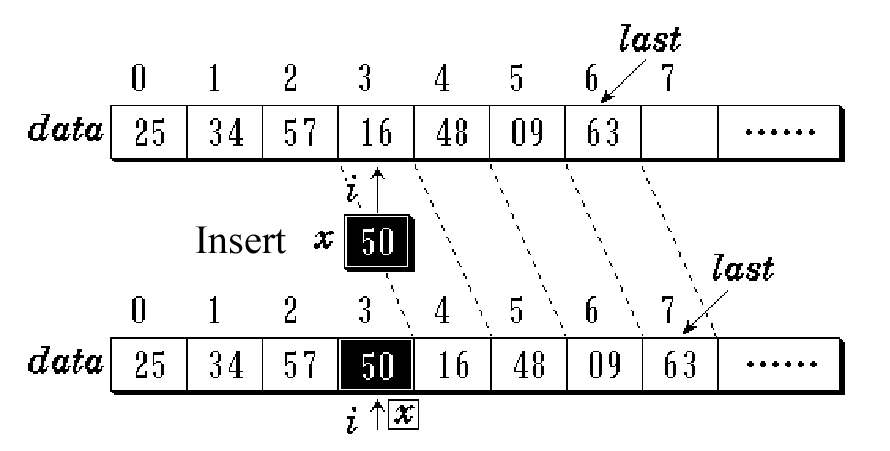 last
0 1 2 3 4 5 6 7
data 25 34 57 16 48 09 63 ······
i
Insert x 50
last
0 1 2 3 4 5 6 7
data 25 34 57 50 16 48 09 63 ······
i x